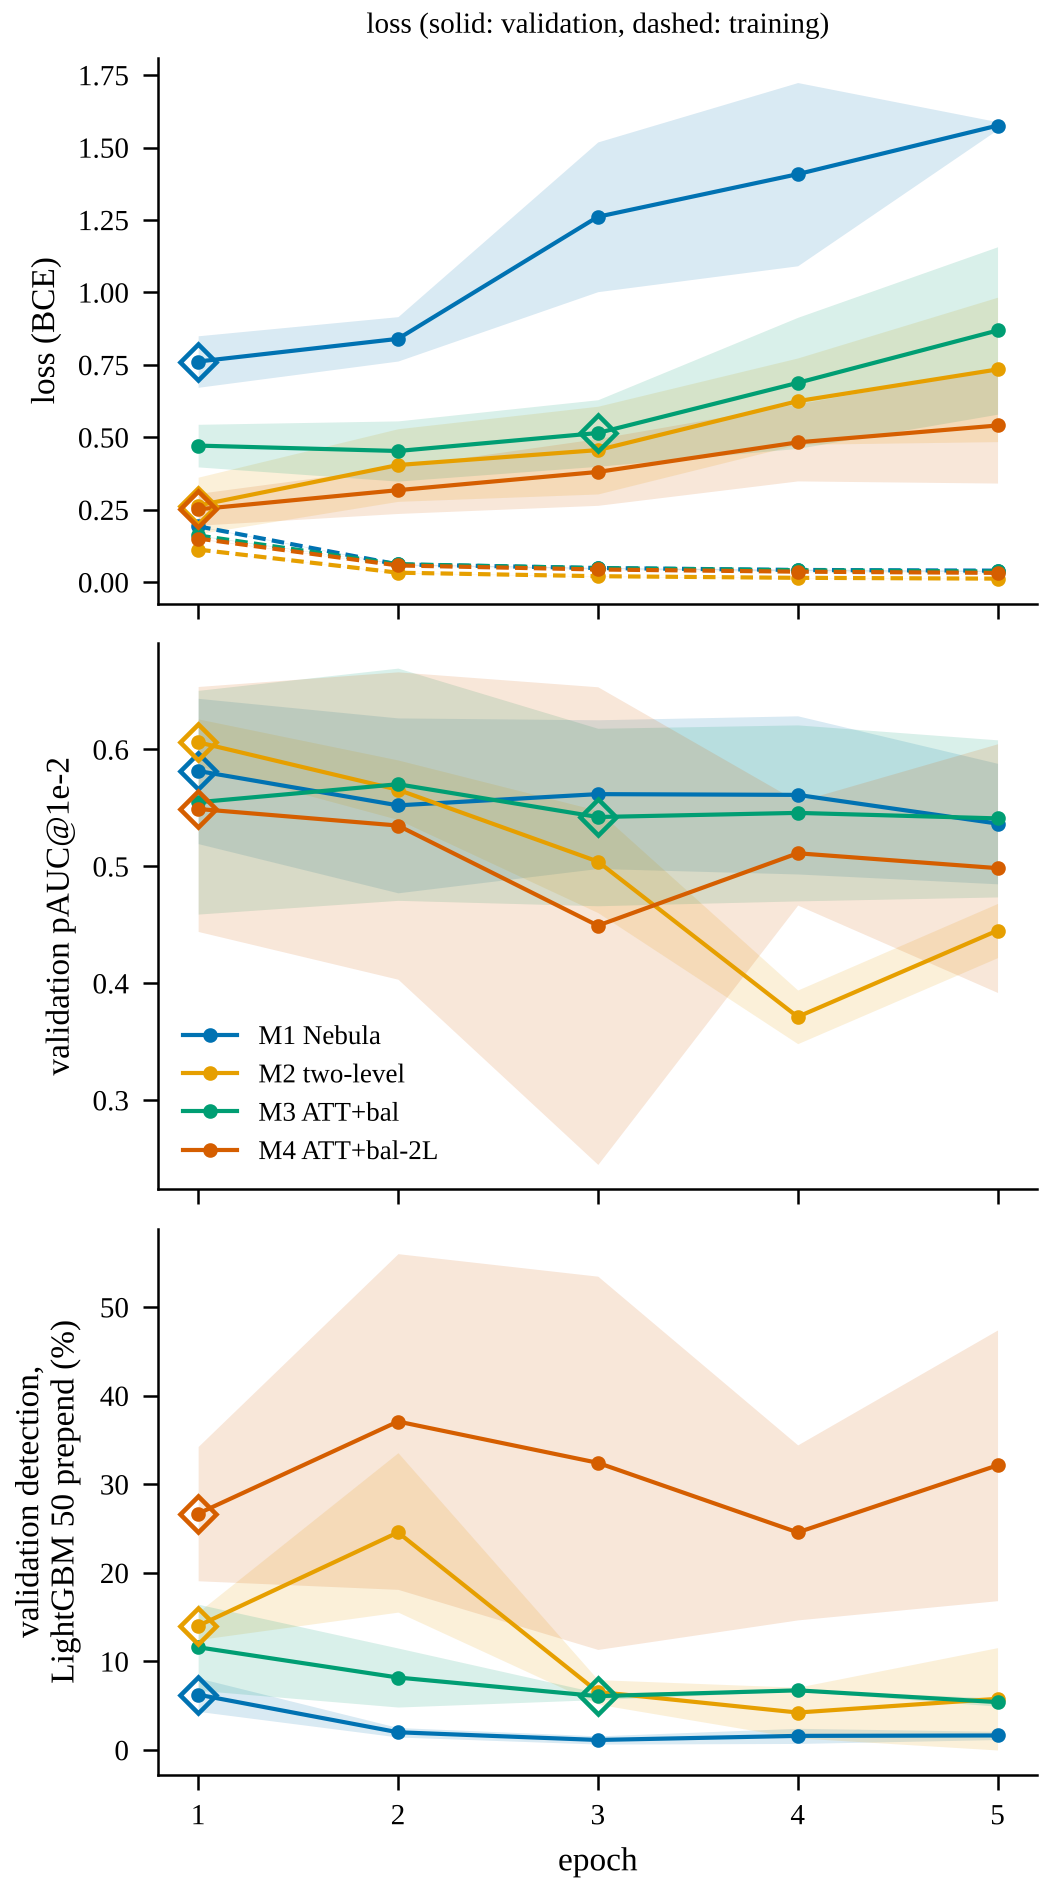 loss (solid: validation, dashed: training)
1.75
1.50
1.25
1.00
0.75
0.50
0.25
0.00
loss (BCE)
0.6
0.5
0.4
0.3
validation pAUC@1e-2
M1 Nebula
M2 two-level
M3 ATT+bal
M4 ATT+bal-2L
50
40
30
20
10
0
validation detection,
LightGBM 50 prepend (%)
1 2 3 4 5
epoch